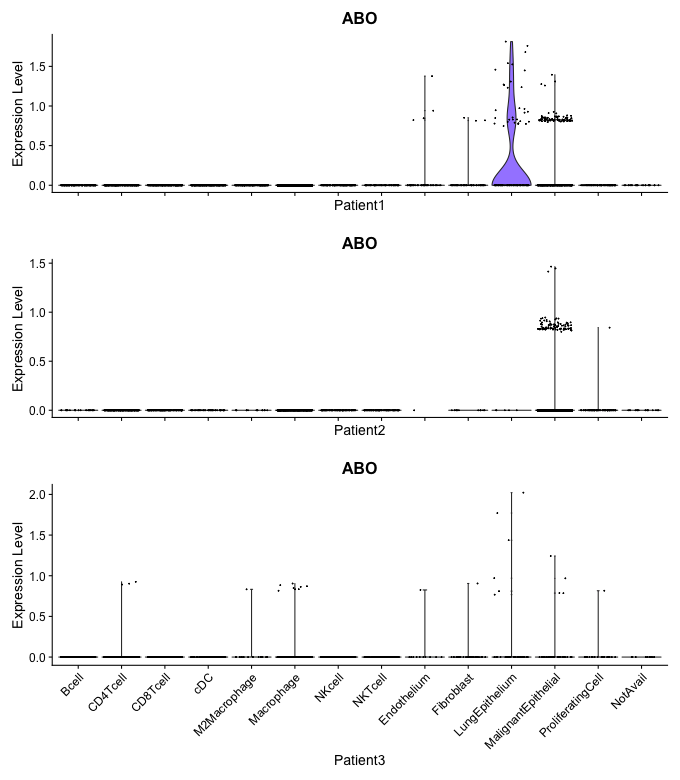 ABO
Expression Level
1.5
1.0
0.5
0.0
Patient1
ABO
Expression Level
1.5
1.0
0.5
0.0
Patient2
ABO
Expression Level
2.0
1.5
1.0
0.5
0.0
Bcell
CD4Tcell
CD8Tcell
cDC
M2Macrophage
Macrophage
NKcell
NKTcell
Endothelium
Fibroblast
LungEpithelium
MalignantEpithelial
ProliferatingCell
NotAvail
Patient3